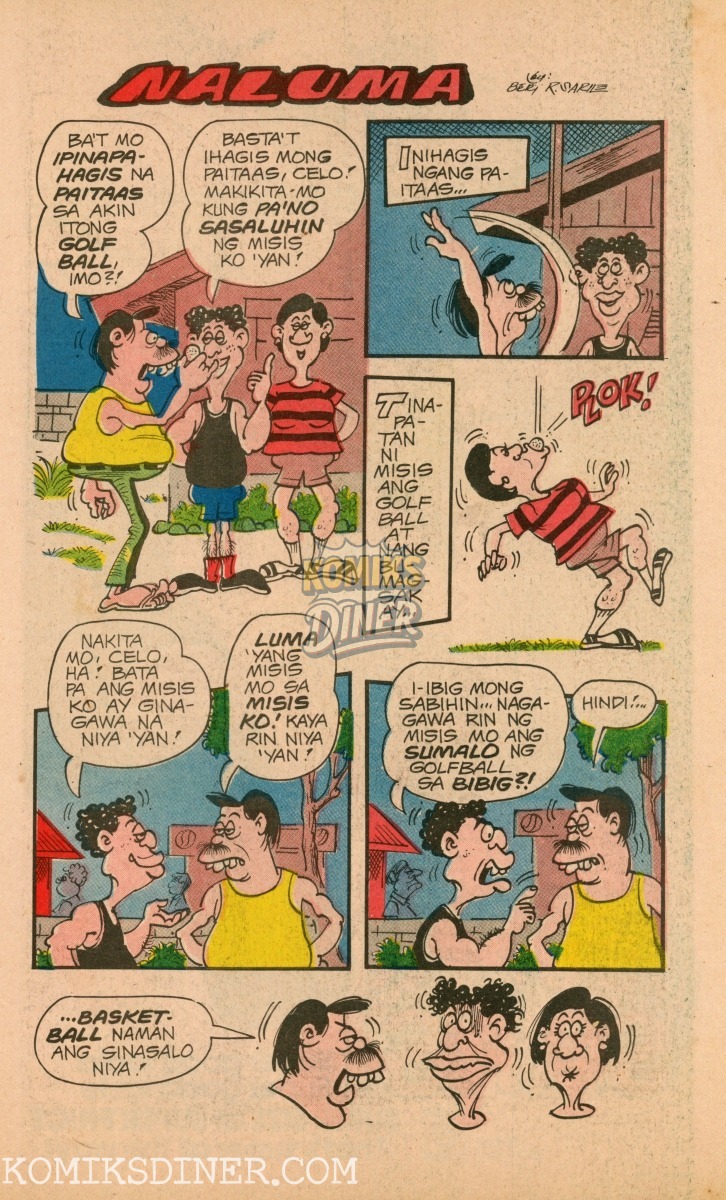 NALUMA
by:
BA'T MO
IPINAPA-
HAGIS NA
PAITAAS
SA AKIN
ITONG
GOLF
BALL,
IMO?!
BASTA'T
IHAGIS MONG
PAITAAS, CELO!
MAKIKITA-MO
KUNG PA'NO
SASALUHIN
NG MISIS
KO 'YAN!
INIHAGIS
NGANG PA-
ITAAS...
TINA-
PA-
TAN
NI
MISIS
ANG
GOLF
BALL
AT
NANG
BU-
MAG
SAK
AY...
PLOK!
KOMIKS
DINER
NAKITA
MO, CELO,
HA! BATA
PA ANG MISIS
KO AY GINA-
GAWA NA
NIYA 'YAN!
LUMA
'YANG
MISIS
MO SA
MISIS
KO! KAYA
RIN NIYA
'YAN!
I-IBIG MONG
SABIHIN... NAGA-
GAWA RIN NG
MISIS MO ANG
SUMALO NG
GOLFBALL
SA BIBIG?!
HINDI!...
...BASKET-
BALL NAMAN
ANG SINASALO
NIYA!
KOMIKSDINER.COM